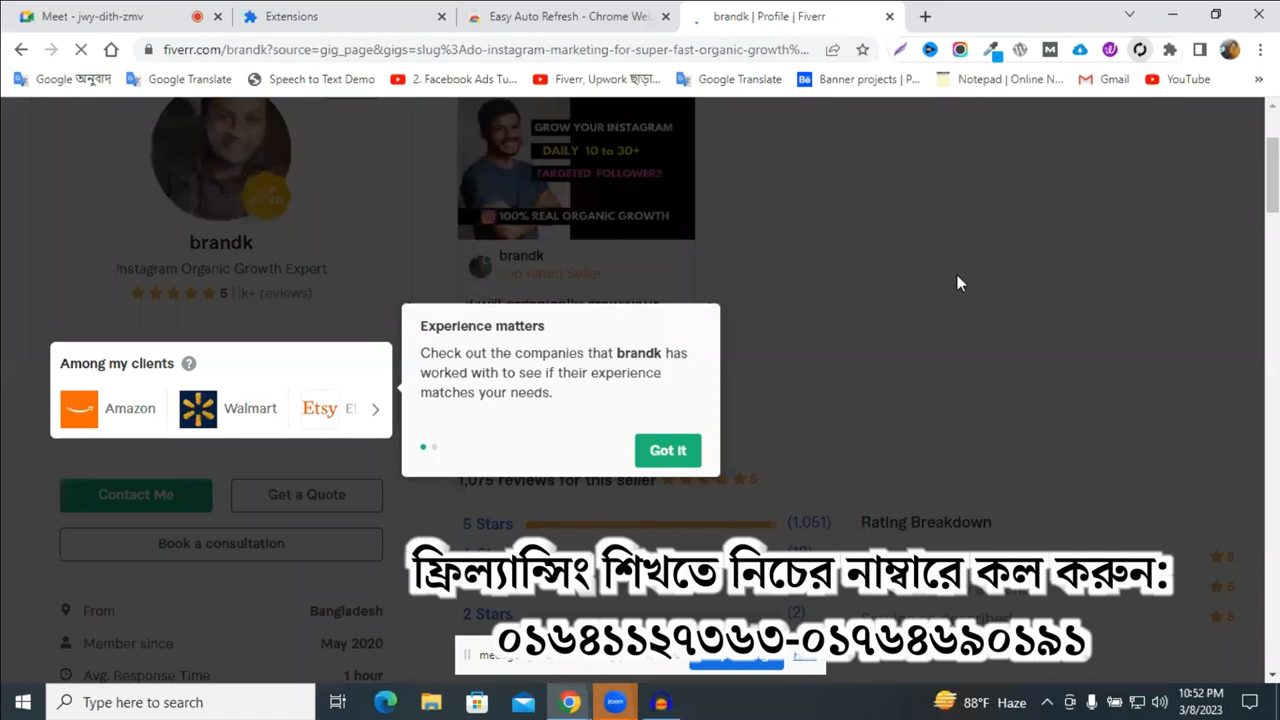 Meet - jwy-dith-zmv
Extensions
Easy Auto Refresh - Chrome Web
brandk | Profile | Fiverr
fiverr.com/brandk?source=gig_page&gigs=slug%3Ado-instagram-marketing-for-super-fast-organic-growth%...
Google অনুবাদ
Google Translate
Speech to Text Demo
2. Facebook Ads Tu...
Fiverr, Upwork ছাড়া...
Google Translate
Banner projects | P...
Notepad | Online N...
Gmail
YouTube
GROW YOUR INSTAGRAM
DAILY 10 to 30+
TARGETED FOLLOWERS
100% REAL ORGANIC GROWTH
brandk
Instagram Organic Growth Expert
5 (1k+ reviews)
brandk
Top Rated Seller
Experience matters
Check out the companies that brandk has
worked with to see if their experience
matches your needs.
Got It
Among my clients
Amazon
Walmart
Etsy
Contact Me
Get a Quote
Book a consultation
1,075 reviews for this seller 5
5 Stars (1,051)
Rating Breakdown
5
5
2 Stars (2)
5
From Bangladesh
Member since May 2020
Avg. Response Time 1 hour
ফ্রিল্যান্সিং শিখতে নিচের নাম্বারে কল করুন:
০১৬৪১১২৭৩৬৩-০১৭৬৪৬৯০১৯১
Type here to search
zoom
88°F Haze
10:52 PM
3/8/2023